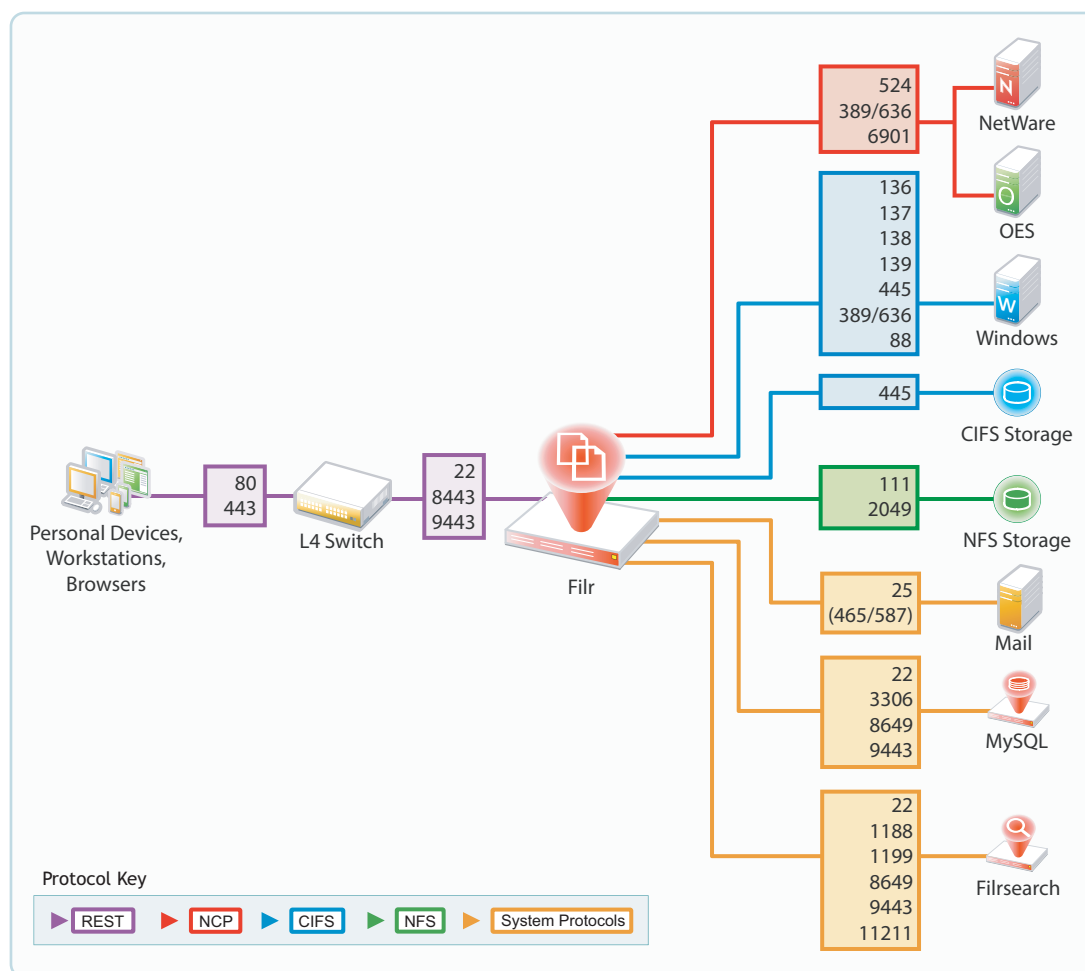 524
389/636
6901
N
NetWare
O
OES
136
137
138
139
445
389/636
88
W
Windows
445
CIFS Storage
Personal Devices,
Workstations,
Browsers
80
443
L4 Switch
22
8443
9443
Filr
111
2049
NFS Storage
25
(465/587)
Mail
22
3306
8649
9443
MySQL
22
1188
1199
8649
9443
11211
Filrsearch
Protocol Key
REST
NCP
CIFS
NFS
System Protocols